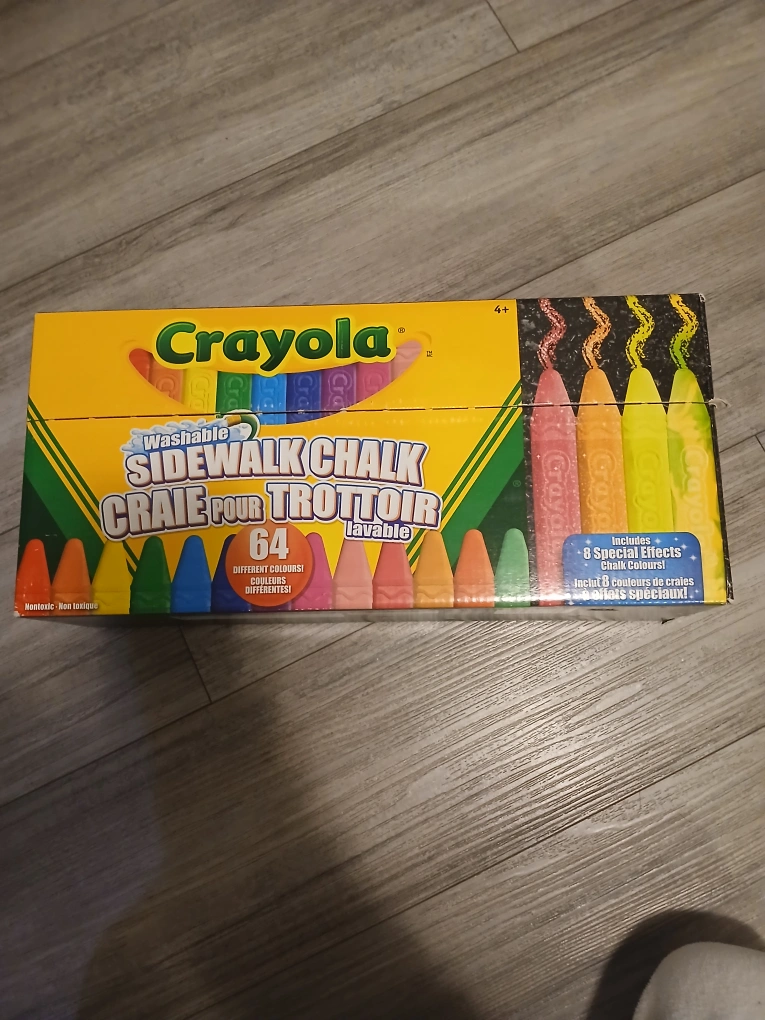 Crayola®
™
4+
Washable
SIDEWALK CHALK
CRAIE POUR TROTTOIR
lavable
64
DIFFERENT COLOURS!
COULEURS
DIFFÉRENTES!
Nontoxic · Non toxique
Includes
8 Special Effects
Chalk Colours!
Inclut 8 couleurs de craies
à effets spéciaux!